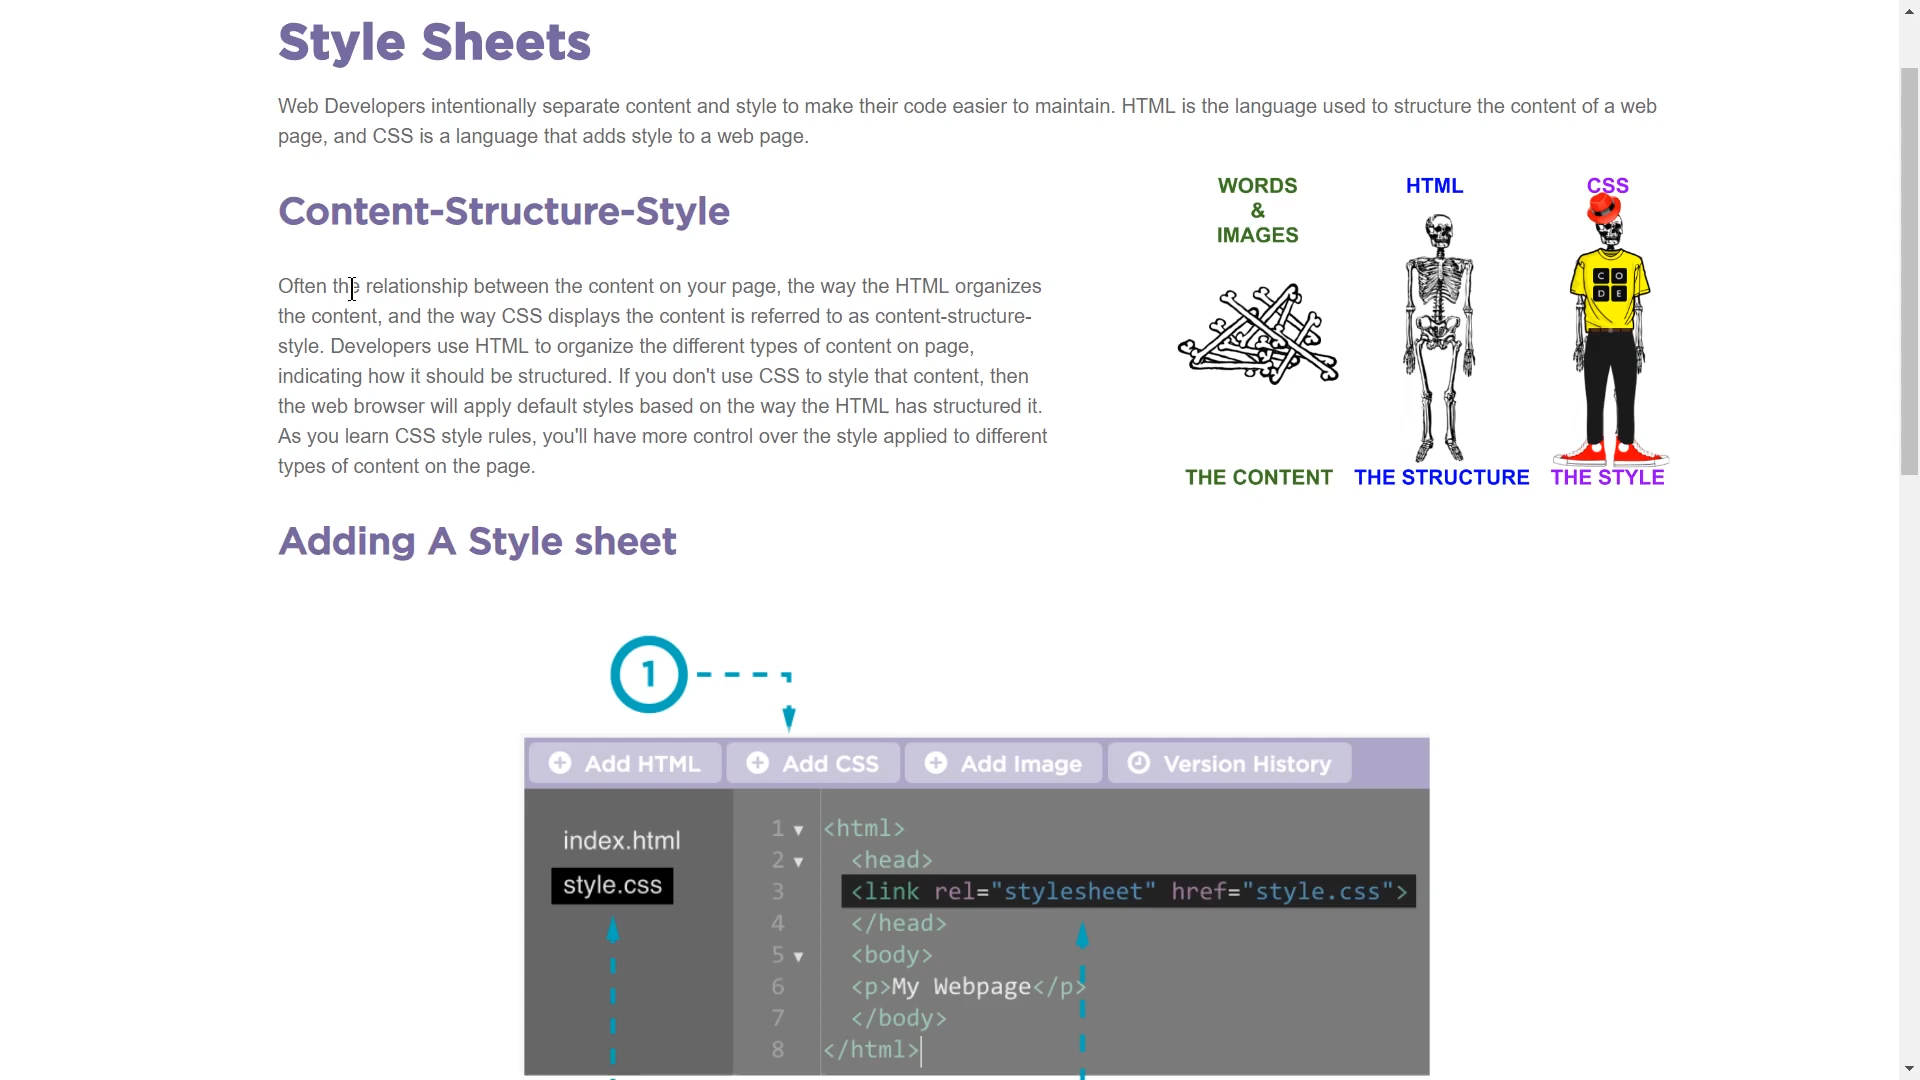 Style Sheets
Web Developers intentionally separate content and style to make their code easier to maintain. HTML is the language used to structure the content of a web
page, and CSS is a language that adds style to a web page.
Content-Structure-Style
Often the relationship between the content on your page, the way the HTML organizes
the content, and the way CSS displays the content is referred to as content-structure-
style. Developers use HTML to organize the different types of content on page,
indicating how it should be structured. If you don't use CSS to style that content, then
the web browser will apply default styles based on the way the HTML has structured it.
As you learn CSS style rules, you'll have more control over the style applied to different
types of content on the page.
WORDS
&
IMAGES
THE CONTENT
HTML
THE STRUCTURE
CSS
C O
D E
THE STYLE
Adding A Style sheet
1
Add HTML
Add CSS
Add Image
Version History
index.html
style.css
1 <html>
2 <head>
3 <link rel="stylesheet" href="style.css">
4 </head>
5 <body>
6 <p>My Webpage</p>
7 </body>
8 </html>